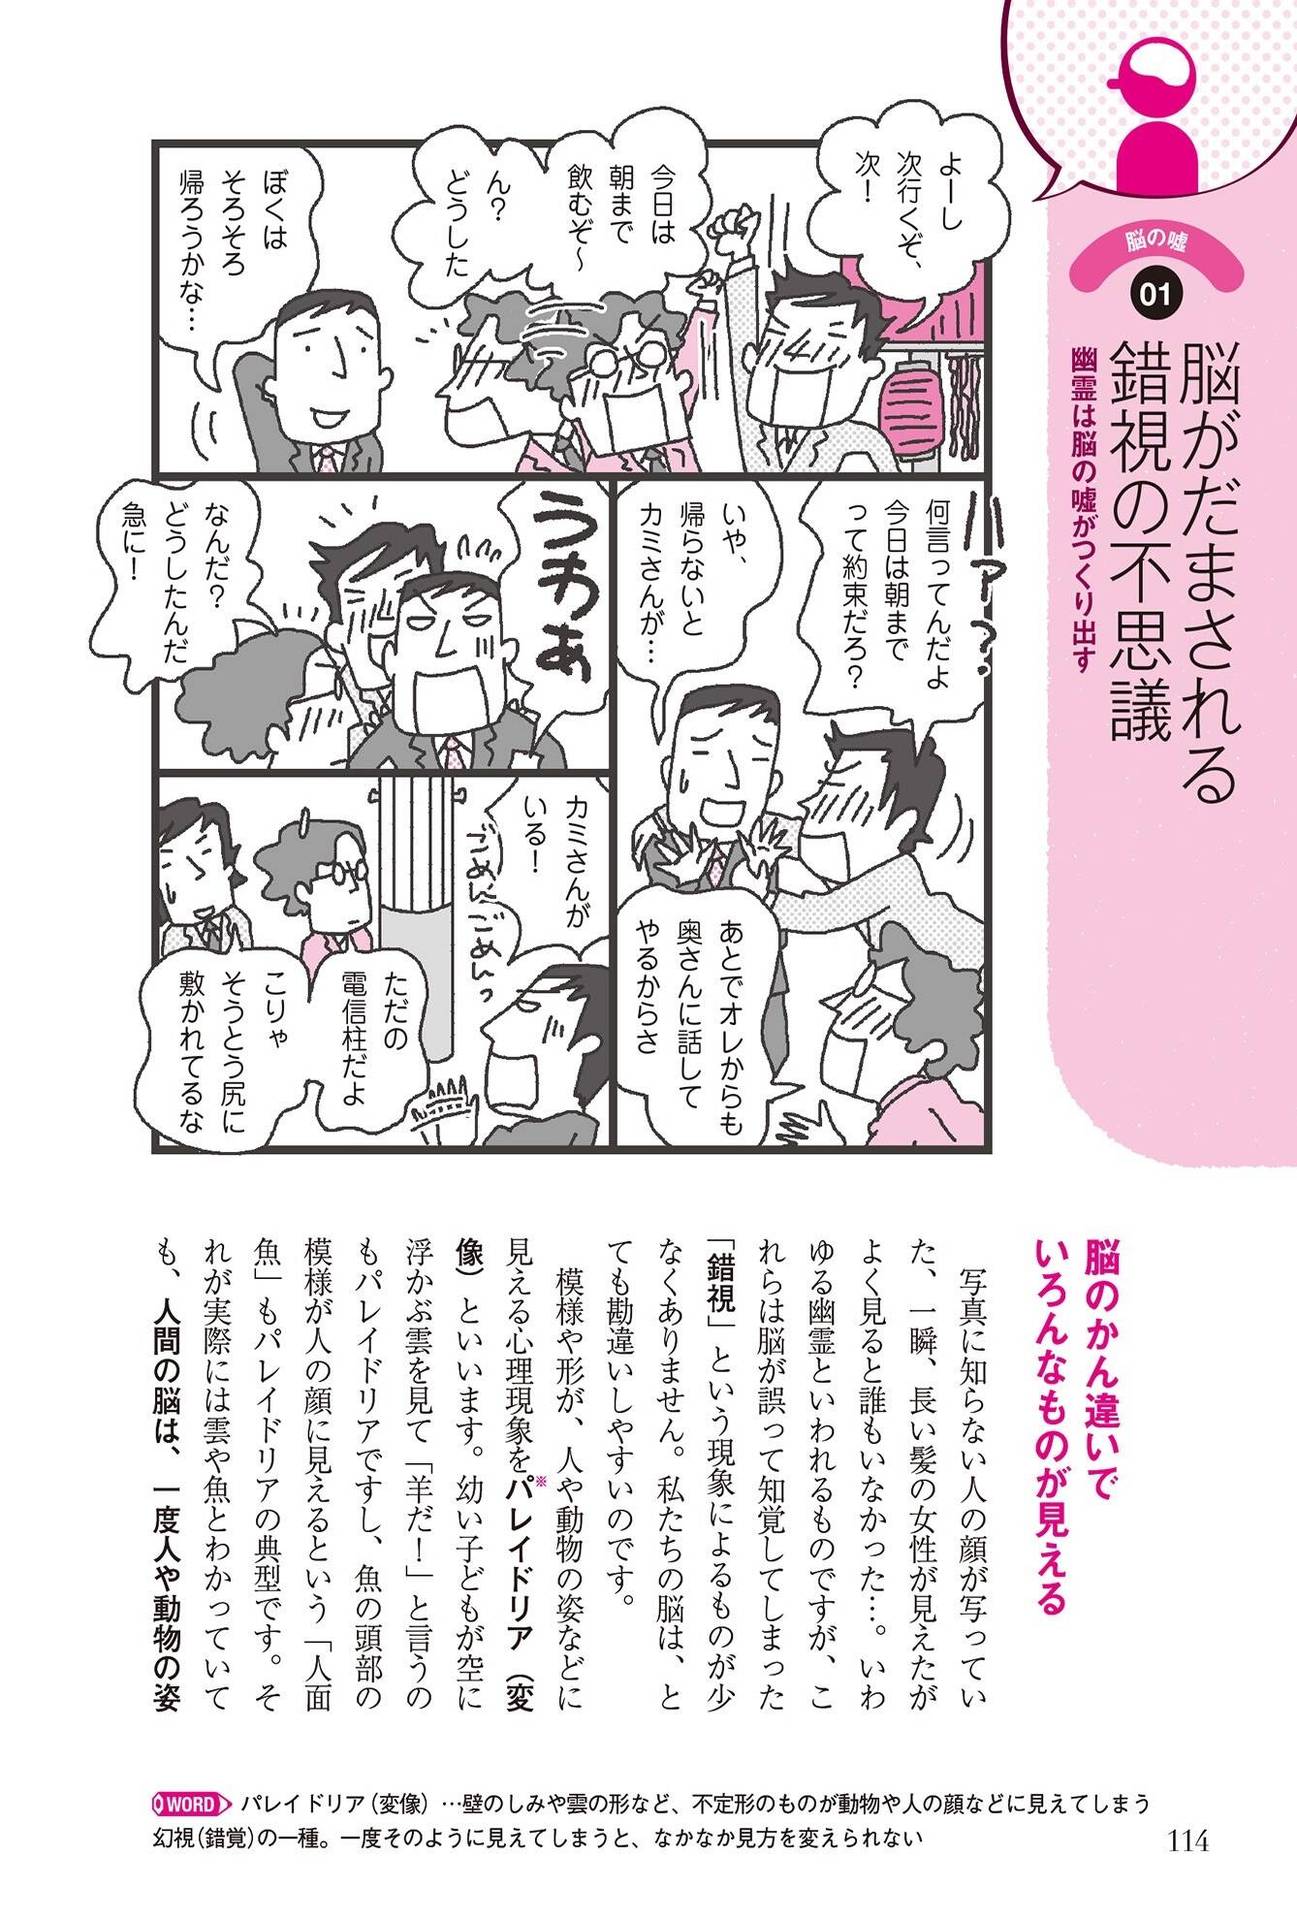 脳の嘘
01
脳がだまされる
錯視の不思議
幽霊は脳の嘘がつくり出す
よーし
次行くぞ、
次！
今日は
朝まで
飲むぞ〜
ん？
どうした
ぼくは
そろそろ
帰ろうかな…
ハァ？
何言ってんだよ
今日は朝まで
って約束だろ？
いや、
帰らないと
カミさんが…
あとでオレからも
奥さんに話して
やるからさ
うわぁ
なんだ？
どうしたんだ
急に！
カミさんが
いる！
ごめんごめんっ
ただの
電信柱だよ
こりゃ
そうとう尻に
敷かれてるな
脳のかん違いで
いろんなものが見える
写真に知らない人の顔が写ってい
た、一瞬、長い髪の女性が見えたが
よく見ると誰もいなかった…。いわ
ゆる幽霊といわれるものですが、こ
れらは脳が誤って知覚してしまった
「錯視」という現象によるものが少
なくありません。私たちの脳は、と
ても勘違いしやすいのです。
模様や形が、人や動物の姿などに
見える心理現象をパレイドリア（変
※
像）といいます。幼い子どもが空に
浮かぶ雲を見て「羊だ！」と言うの
もパレイドリアですし、魚の頭部の
模様が人の顔に見えるという「人面
魚」もパレイドリアの典型です。そ
れが実際には雲や魚とわかっていて
も、人間の脳は、一度人や動物の姿
WORD パレイドリア（変像）…壁のしみや雲の形など、不定形のものが動物や人の顔などに見えてしまう
幻視（錯覚）の一種。一度そのように見えてしまうと、なかなか見方を変えられない
114